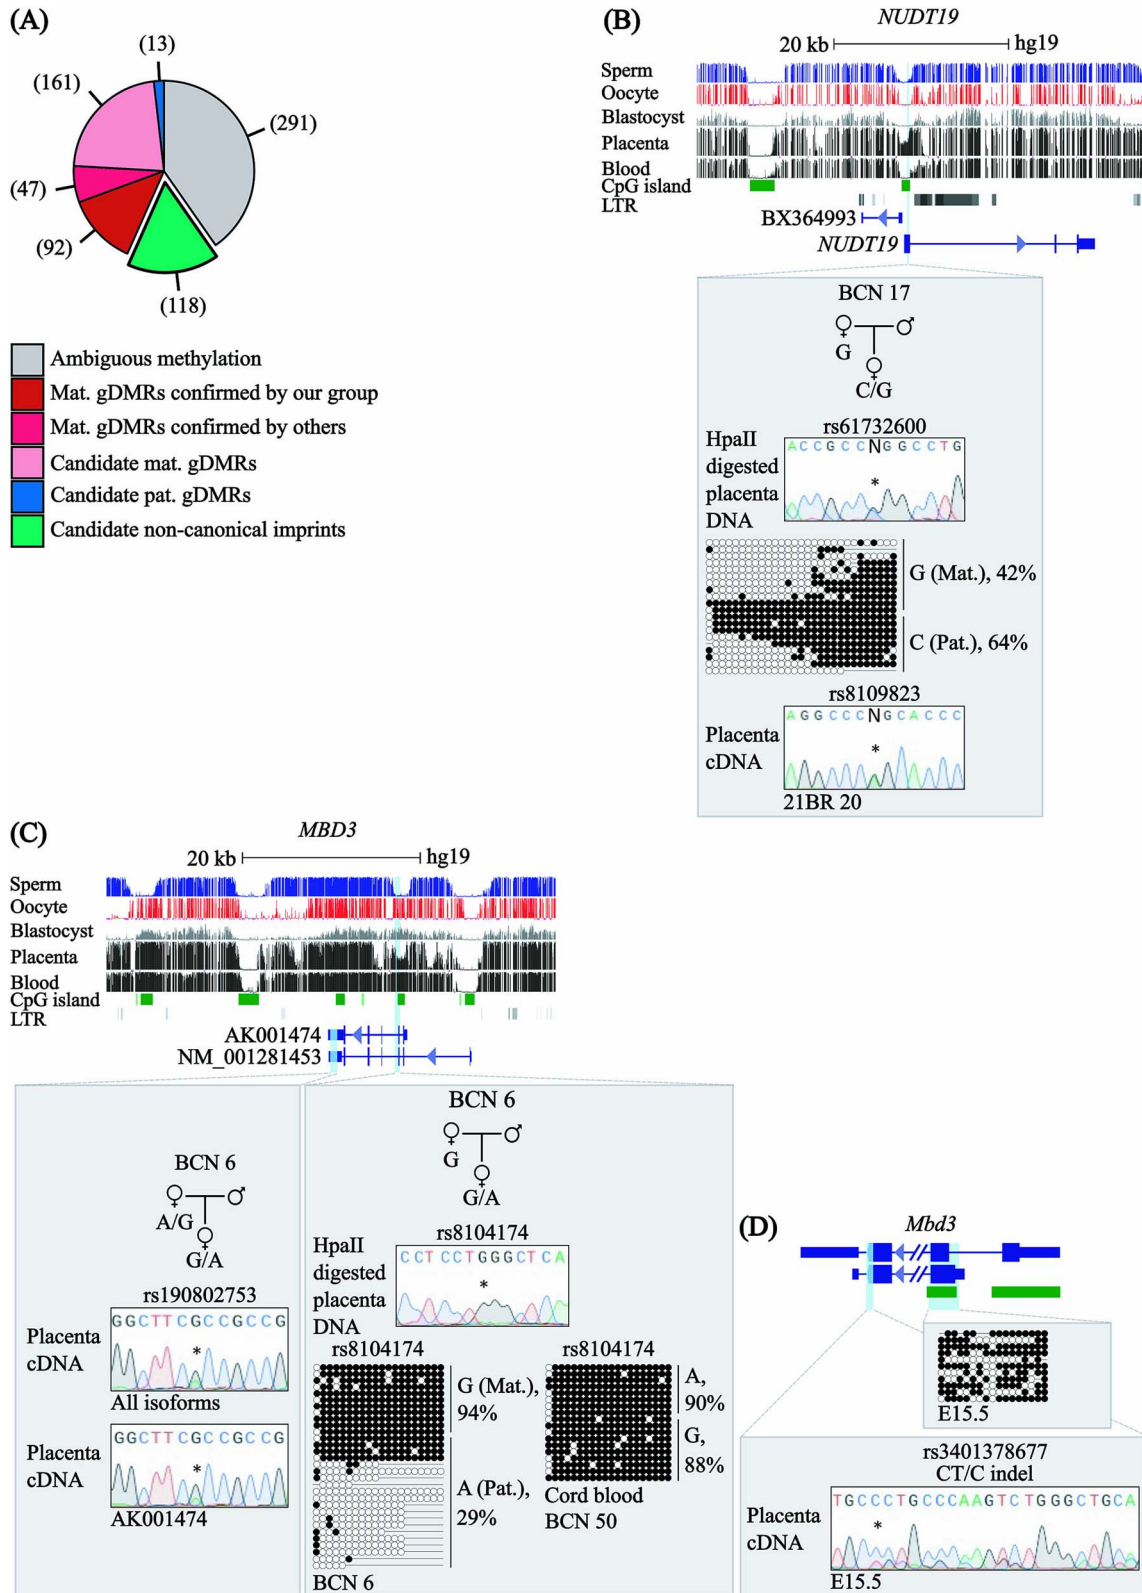 (A)
(13)
(161)
(291)
(47)
(92)
(118)
Ambiguous methylation
Mat. gDMRs confirmed by our group
Mat. gDMRs confirmed by others
Candidate mat. gDMRs
Candidate pat. gDMRs
Candidate non-canonical imprints
(B)
NUDT19
20 kb
hg19
Sperm
Oocyte
Blastocyst
Placenta
Blood
CpG island
LTR
BX364993
NUDT19
BCN 17
♀ ♂
G
♀
C/G
rs61732600
HpaII
digested
placenta
DNA
ACCGCCNGGCCTG
*
G (Mat.), 42%
C (Pat.), 64%
rs8109823
Placenta
cDNA
AGGCCCNGCACCC
*
21BR 20
(C)
MBD3
20 kb
hg19
Sperm
Oocyte
Blastocyst
Placenta
Blood
CpG island
LTR
AK001474
NM_001281453
BCN 6
♀ ♂
A/G
♀
G/A
rs190802753
Placenta
cDNA
GGCTTCGCCGCCG
*
All isoforms
Placenta
cDNA
GGCTTCGCCGCCG
*
AK001474
BCN 6
♀ ♂
G
♀
G/A
rs8104174
HpaII
digested
placenta
DNA
CCTCCTGGGCTCA
*
rs8104174
G (Mat.),
94%
A (Pat.),
29%
BCN 6
rs8104174
A,
90%
G,
88%
Cord blood
BCN 50
(D)
Mbd3
E15.5
rs3401378677
CT/C indel
Placenta
cDNA
TGCCCTGCCCAAGTCTGGGCTGCA
*
E15.5